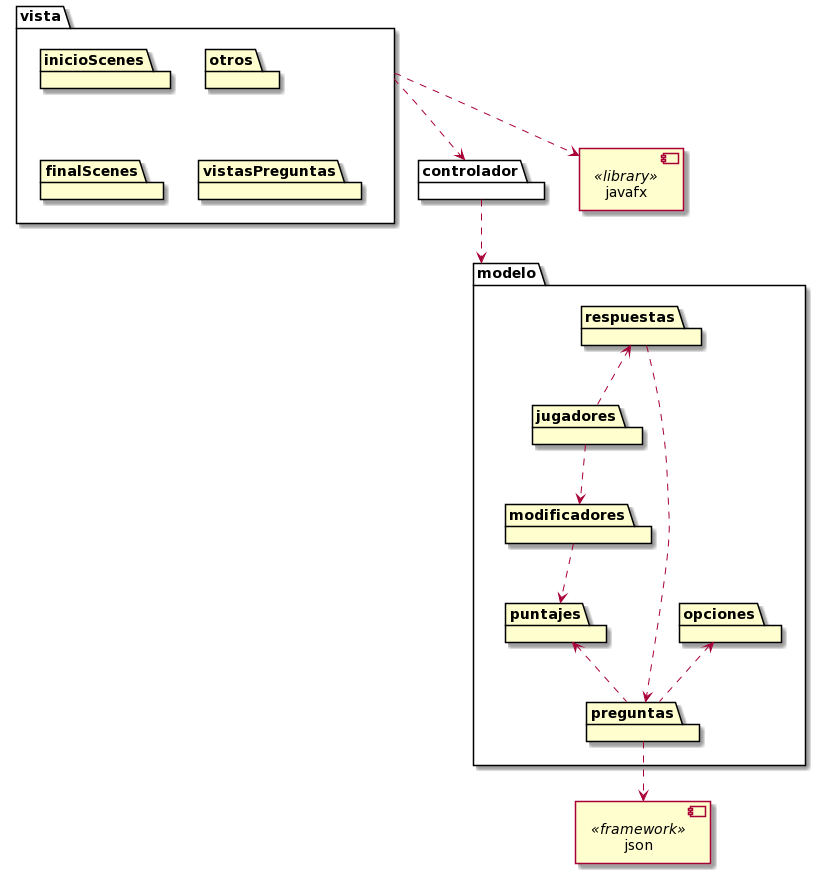 vista
inicioScenes
otros
finalScenes
vistasPreguntas
controlador
«library»
javafx
modelo
respuestas
jugadores
modificadores
puntajes
opciones
preguntas
«framework»
json